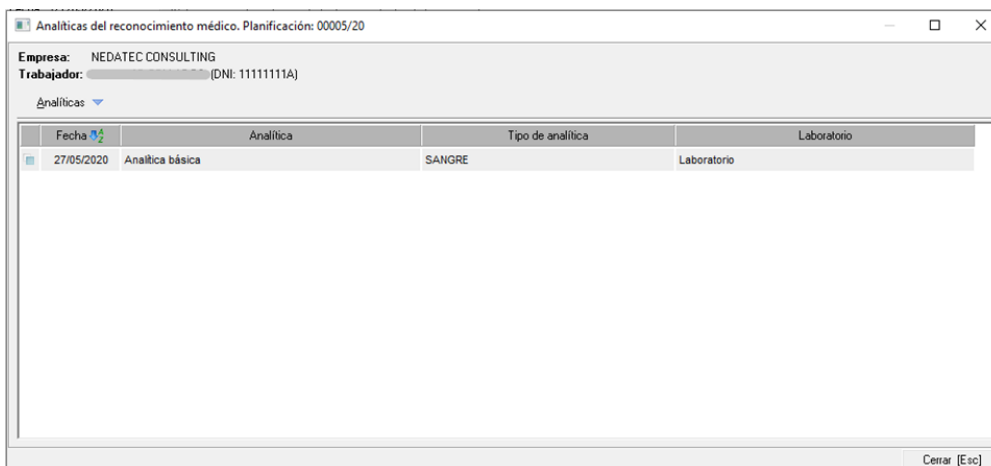 Analíticas del reconocimiento médico. Planificación: 00005/20
Empresa: NEDATEC CONSULTING
Trabajador: (DNI: 11111111A)
Analíticas
Fecha Analítica Tipo de analítica Laboratorio
27/05/2020 Analítica básica SANGRE Laboratorio
Cerrar [Esc]